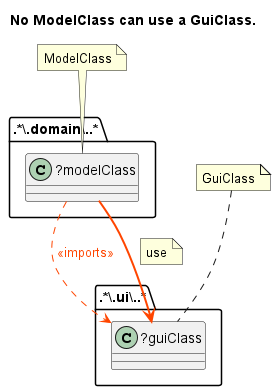 No ModelClass can use a GuiClass.
ModelClass
.*\.domain\..*
C ?modelClass
GuiClass
«imports»
use
.*\.ui\..*
C ?guiClass